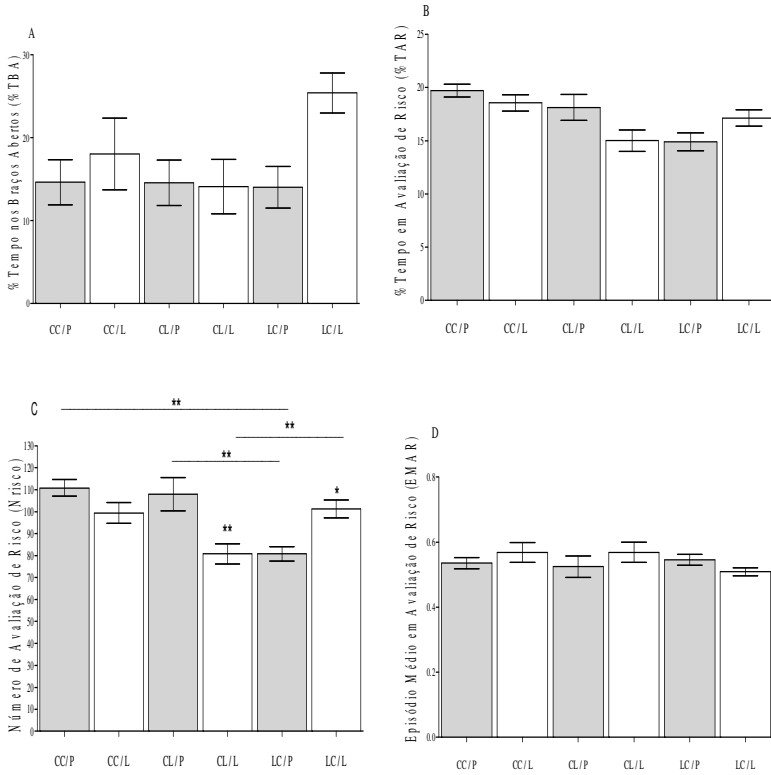 A
% Tempo nos Braços Abertos (%TBA)
30
20
10
0
CC/P CC/L CL/P CL/L LC/P LC/L
B
% Tempo em Avaliação de Risco (%TAR)
25
20
15
10
5
0
CC/P CC/L CL/P CL/L LC/P LC/L
C
**
**
**
*
**
Número de Avaliação de Risco (Nrisco)
130
120
110
100
90
80
70
60
50
40
30
20
10
0
CC/P CC/L CL/P CL/L LC/P LC/L
D
Episódio Médio em Avaliação de Risco (EMAR)
0.8
0.6
0.4
0.2
0.0
CC/P CC/L CL/P CL/L LC/P LC/L